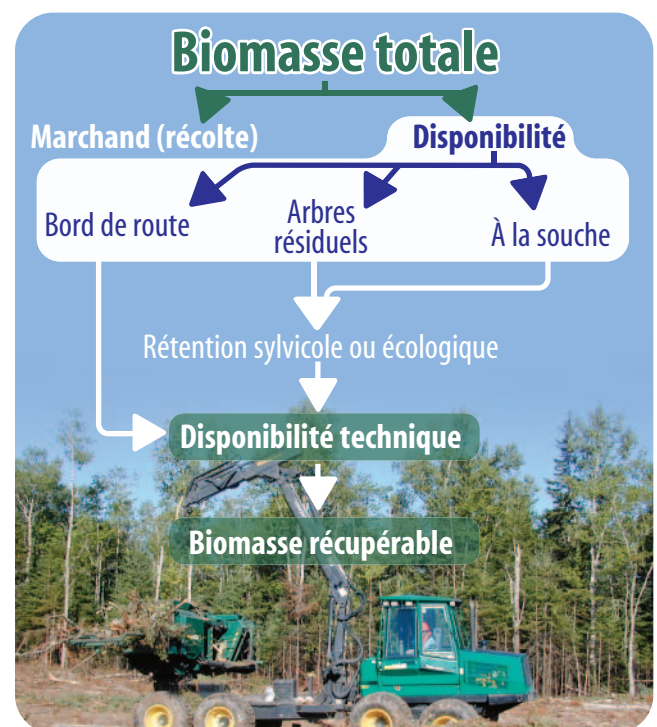 Biomasse totale
Marchand (récolte)
Disponibilité
Bord de route
Arbres
résiduels
À la souche
Rétention sylvicole ou écologique
Disponibilité technique
Biomasse récupérable